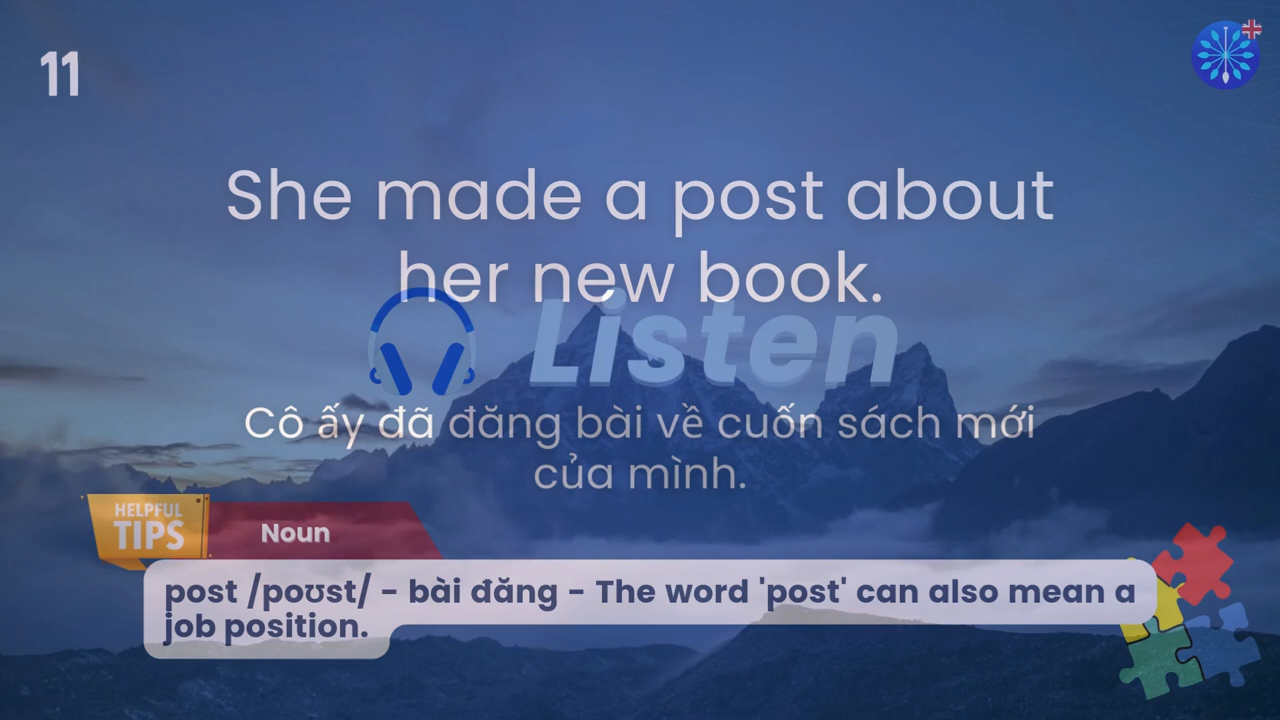 11
She made a post about
her new book.
Listen
Cô ấy đã đăng bài về cuốn sách mới
của mình.
HELPFUL
TIPS
Noun
post /poʊst/ - bài đăng - The word 'post' can also mean a
job position.